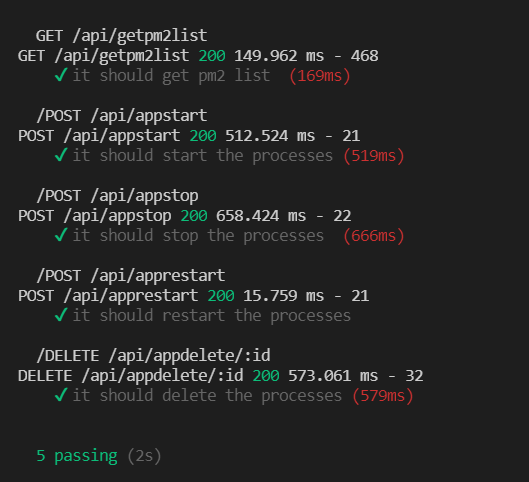 GET /api/getpm2list
GET /api/getpm2list 200 149.962 ms - 468
✓ it should get pm2 list (169ms)
/POST /api/appstart
POST /api/appstart 200 512.524 ms - 21
✓ it should start the processes (519ms)
/POST /api/appstop
POST /api/appstop 200 658.424 ms - 22
✓ it should stop the processes (666ms)
/POST /api/apprestart
POST /api/apprestart 200 15.759 ms - 21
✓ it should restart the processes
/DELETE /api/appdelete/:id
DELETE /api/appdelete/:id 200 573.061 ms - 32
✓ it should delete the processes (579ms)
5 passing (2s)